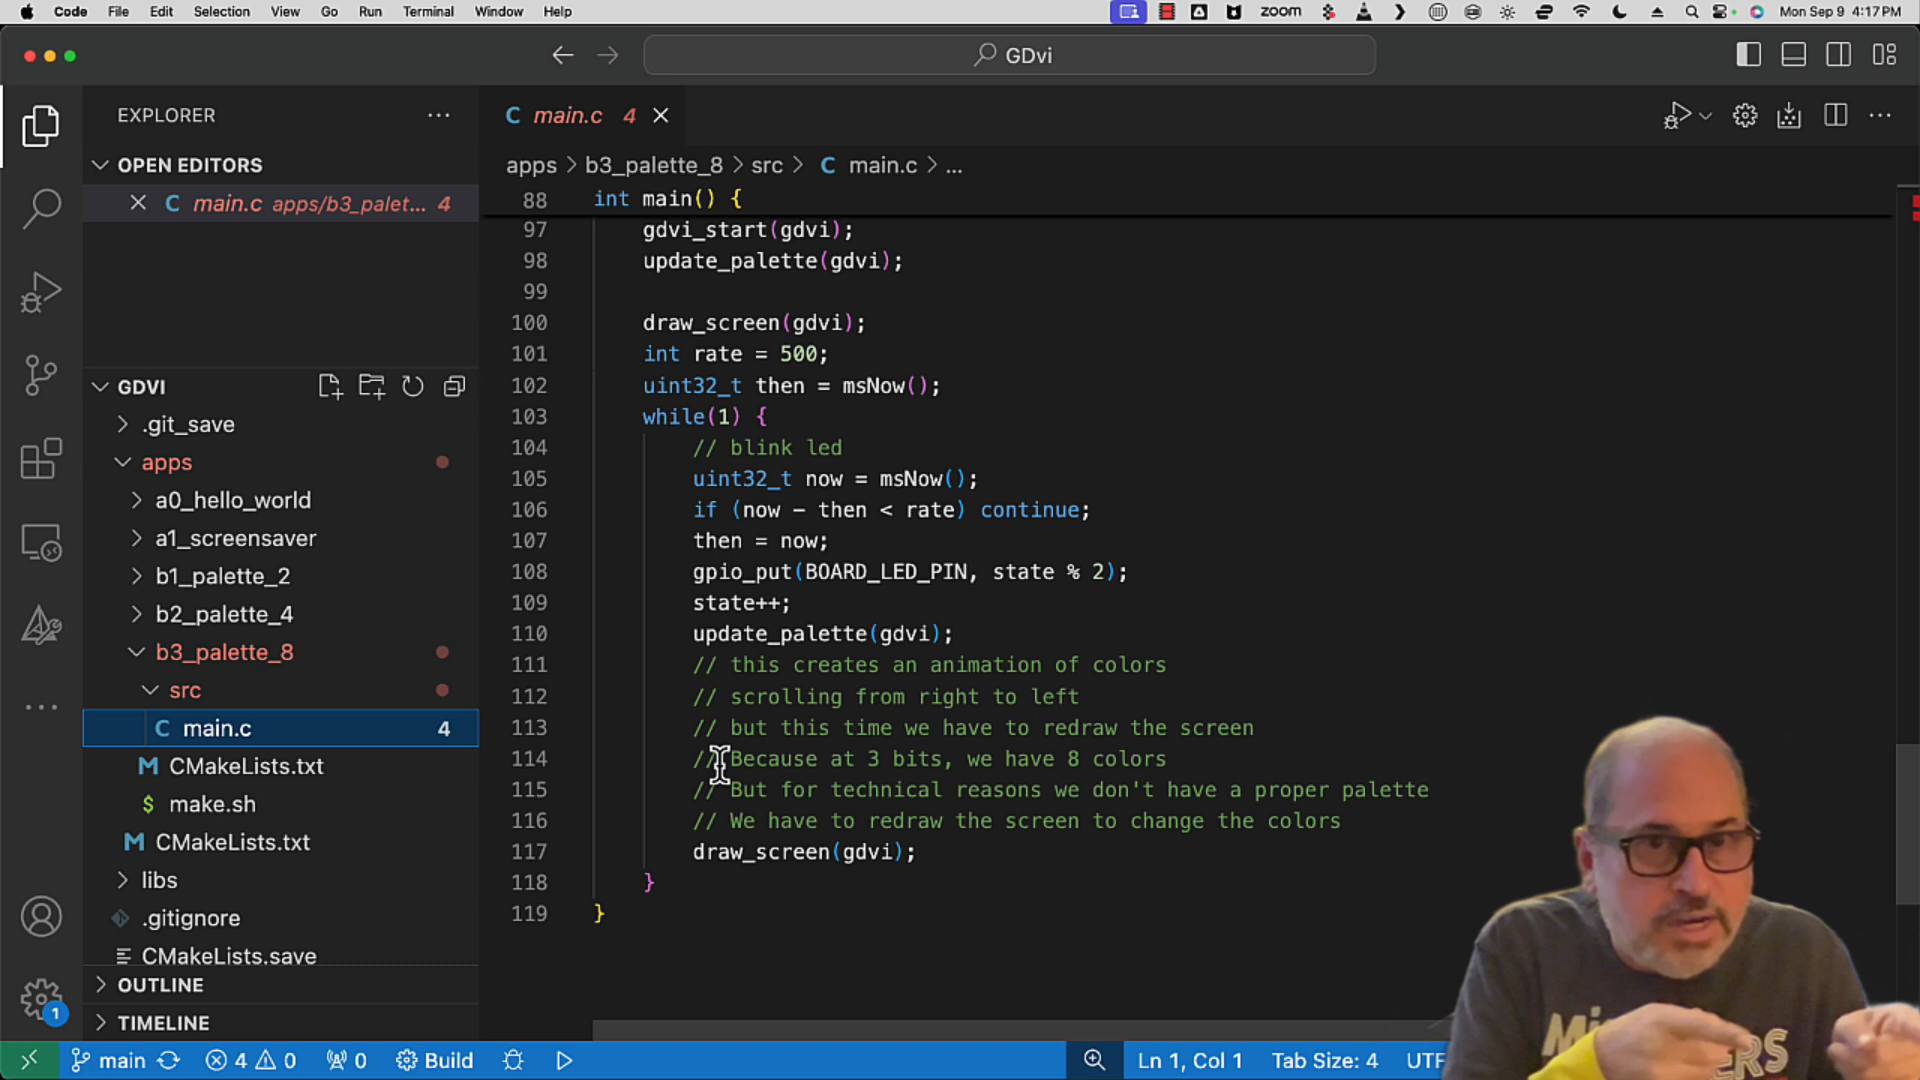 Code File Edit Selection View Go Run Terminal Window Help zoom Mon Sep 9 4:17 PM
GDvi
EXPLORER
main.c 4
OPEN EDITORS
main.c apps/b3_palet... 4
GDVI
.git_save
apps
a0_hello_world
a1_screensaver
b1_palette_2
b2_palette_4
b3_palette_8
src
C main.c 4
M CMakeLists.txt
$ make.sh
M CMakeLists.txt
libs
.gitignore
CMakeLists.save
OUTLINE
TIMELINE
apps > b3_palette_8 > src > C main.c > ...
88 int main() {
97 gdvi_start(gdvi);
98 update_palette(gdvi);
99
100 draw_screen(gdvi);
101 int rate = 500;
102 uint32_t then = msNow();
103 while(1) {
104 // blink led
105 uint32_t now = msNow();
106 if (now - then < rate) continue;
107 then = now;
108 gpio_put(BOARD_LED_PIN, state % 2);
109 state++;
110 update_palette(gdvi);
111 // this creates an animation of colors
112 // scrolling from right to left
113 // but this time we have to redraw the screen
114 // Because at 3 bits, we have 8 colors
115 // But for technical reasons we don't have a proper palette
116 // We have to redraw the screen to change the colors
117 draw_screen(gdvi);
118 }
119 }
1
main 4 0 0 Build Ln 1, Col 1 Tab Size: 4 UTF